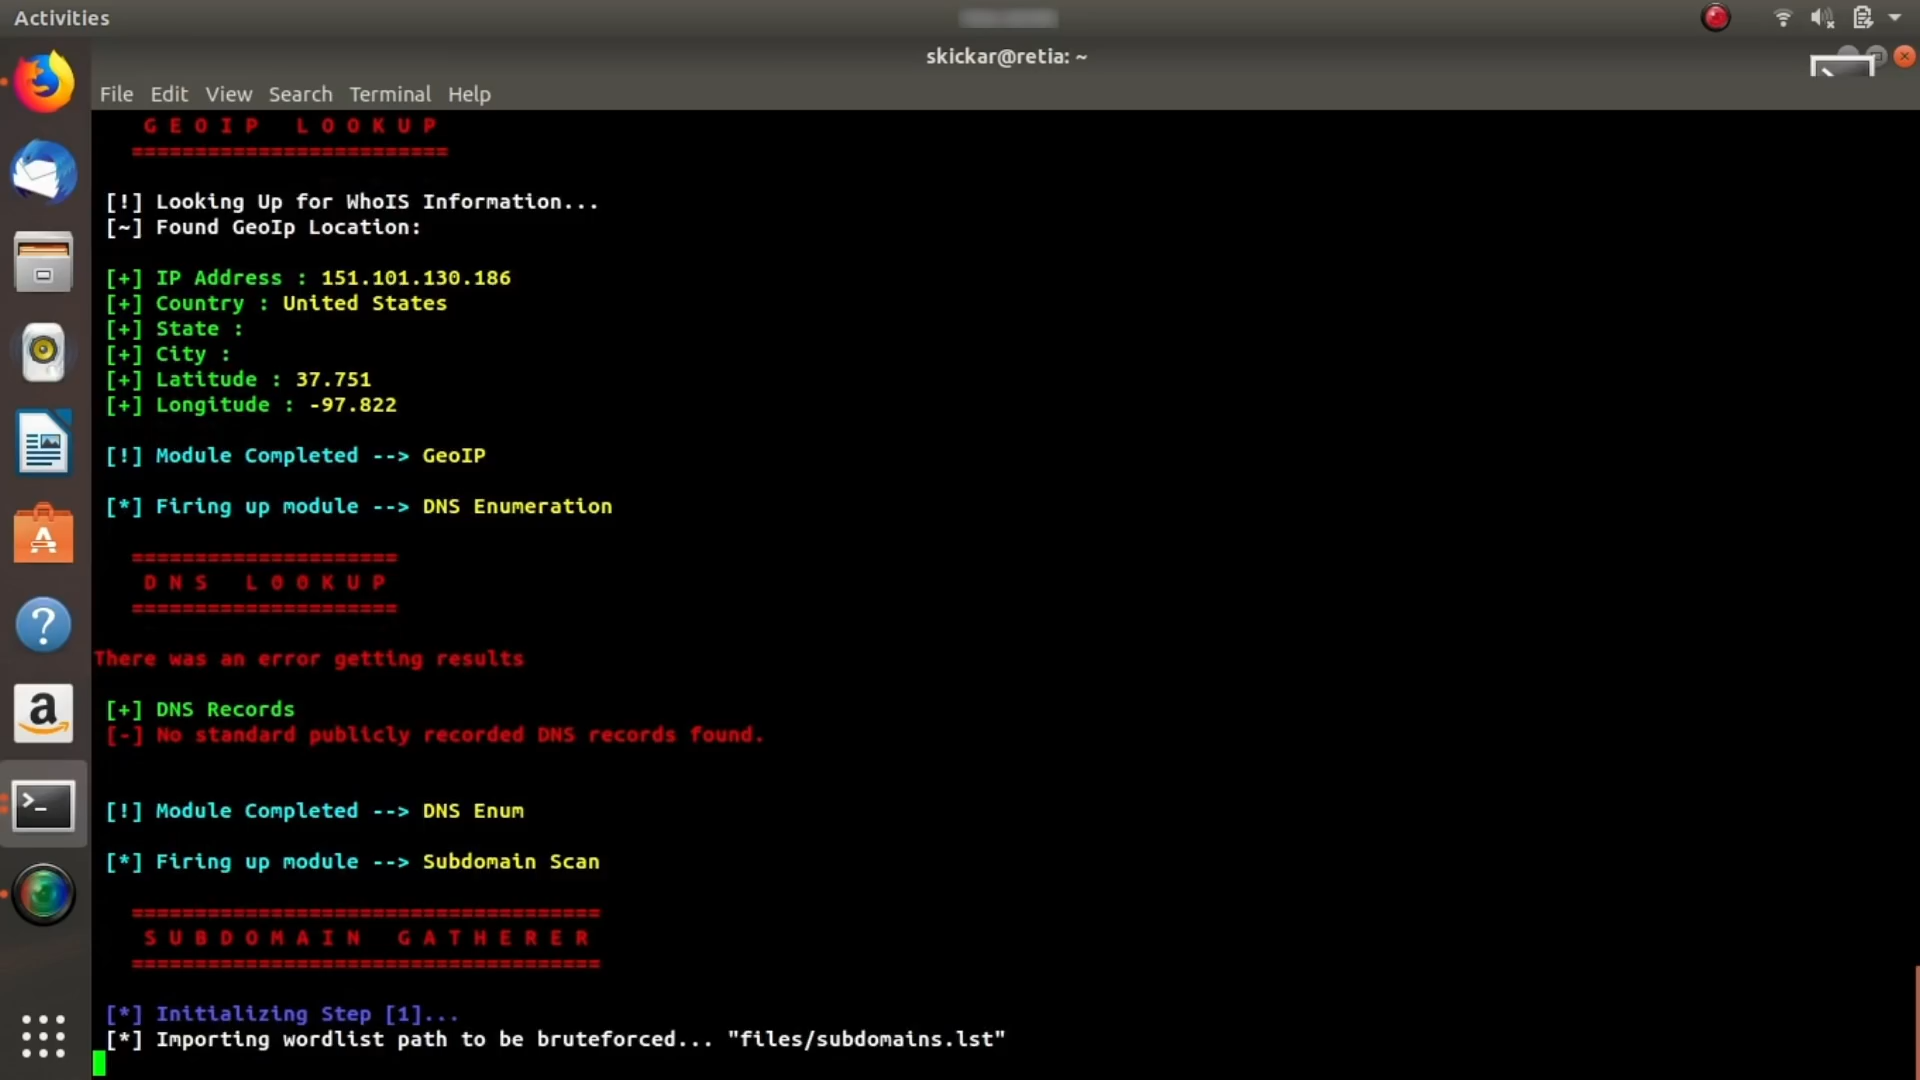 Activities
skickar@retia: ~
File Edit View Search Terminal Help
G E O I P   L O O K U P
=========================
[!] Looking Up for WhoIS Information...
[~] Found GeoIp Location:
[+] IP Address : 151.101.130.186
[+] Country : United States
[+] State :
[+] City :
[+] Latitude : 37.751
[+] Longitude : -97.822
[!] Module Completed --> GeoIP
[*] Firing up module --> DNS Enumeration
=====================
D N S   L O O K U P
=====================
There was an error getting results
[+] DNS Records
[-] No standard publicly recorded DNS records found.
[!] Module Completed --> DNS Enum
[*] Firing up module --> Subdomain Scan
=====================================
S U B D O M A I N   G A T H E R E R
=====================================
[*] Initializing Step [1]...
[*] Importing wordlist path to be bruteforced... "files/subdomains.lst"